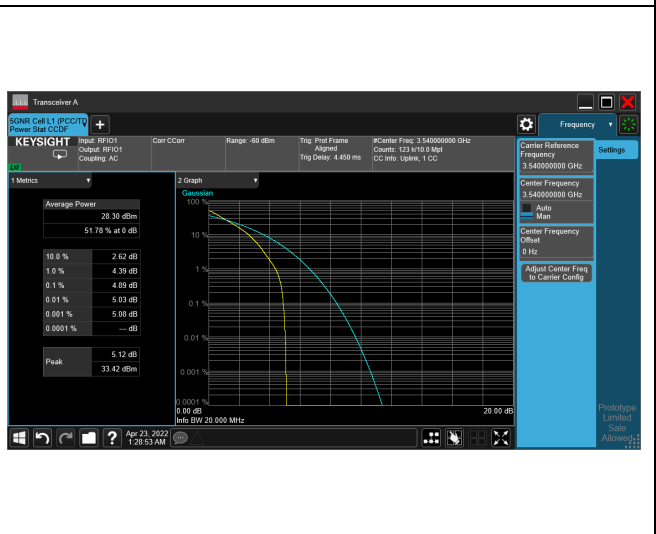 Transceiver A
5GNR Cell L1 (PCC/TD
Power Stat CCDF
Frequency
KEYSIGHT
LXI
Input: RFIO1
Output: RFIO1
Coupling: AC
Corr CCorr
Range: -60 dBm
Trig: Prot Frame
Aligned
Trig Delay: 4.450 ms
#Center Freq: 3.540000000 GHz
Counts: 123 k/10.0 Mpt
CC Info: Uplink, 1 CC
1 Metrics
Average Power
28.30 dBm
51.78 % at 0 dB
10.0 % 2.62 dB
1.0 % 4.39 dB
0.1 % 4.89 dB
0.01 % 5.03 dB
0.001 % 5.08 dB
0.0001 % --- dB
Peak
5.12 dB
33.42 dBm
2 Graph
Gaussian
100 %
10 %
1 %
0.1 %
0.01 %
0.001 %
0.0001 %
0.00 dB 20.00 dB
Info BW 20.000 MHz
Carrier Reference
Frequency
3.540000000 GHz
Center Frequency
3.540000000 GHz
Auto
Man
Center Frequency
Offset
0 Hz
Adjust Center Freq
to Carrier Config
Settings
Prototype
Limited
Sale
Allowed
Apr 23, 2022
1:28:53 AM